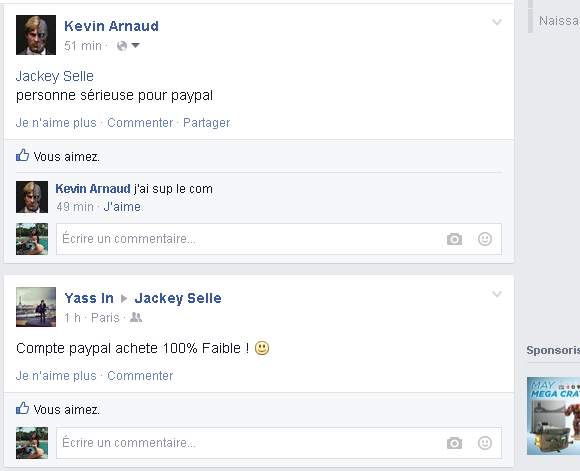 Kevin Arnaud
51 min ·
Jackey Selle
personne sérieuse pour paypal
Je n'aime plus · Commenter · Partager
Vous aimez.
Kevin Arnaud j'ai sup le com
49 min · J'aime
Écrire un commentaire...
Yass In Jackey Selle
1 h · Paris ·
Compte paypal achete 100% Faible !
Je n'aime plus · Commenter
Vous aimez.
Écrire un commentaire...
Naissa
Sponsoris
MAY
MEGA CRA